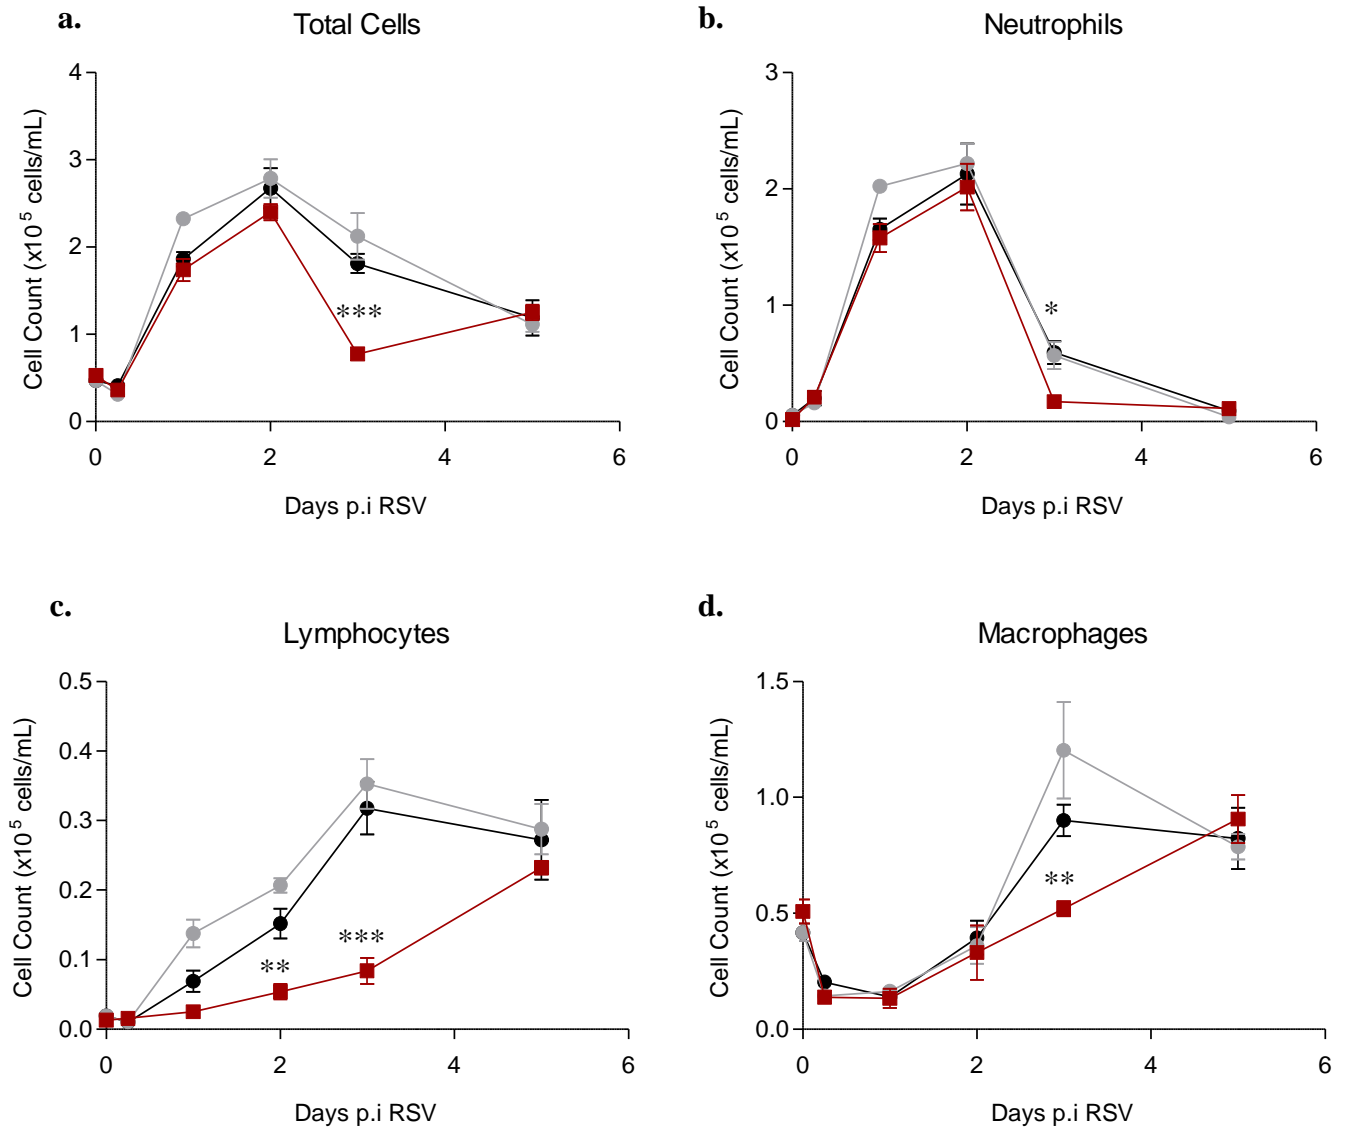 a.
Total Cells
Cell Count (x10⁵ cells/mL)
4
3
2
1
0
***
0 2 4 6
Days p.i RSV
b.
Neutrophils
Cell Count (x10⁵ cells/mL)
3
2
1
0
*
0 2 4 6
Days p.i RSV
c.
Lymphocytes
Cell Count (x10⁵ cells/mL)
0.5
0.4
0.3
0.2
0.1
0.0
**
***
0 2 4 6
Days p.i RSV
d.
Macrophages
Cell Count (x10⁵ cells/mL)
1.5
1.0
0.5
0.0
**
0 2 4 6
Days p.i RSV